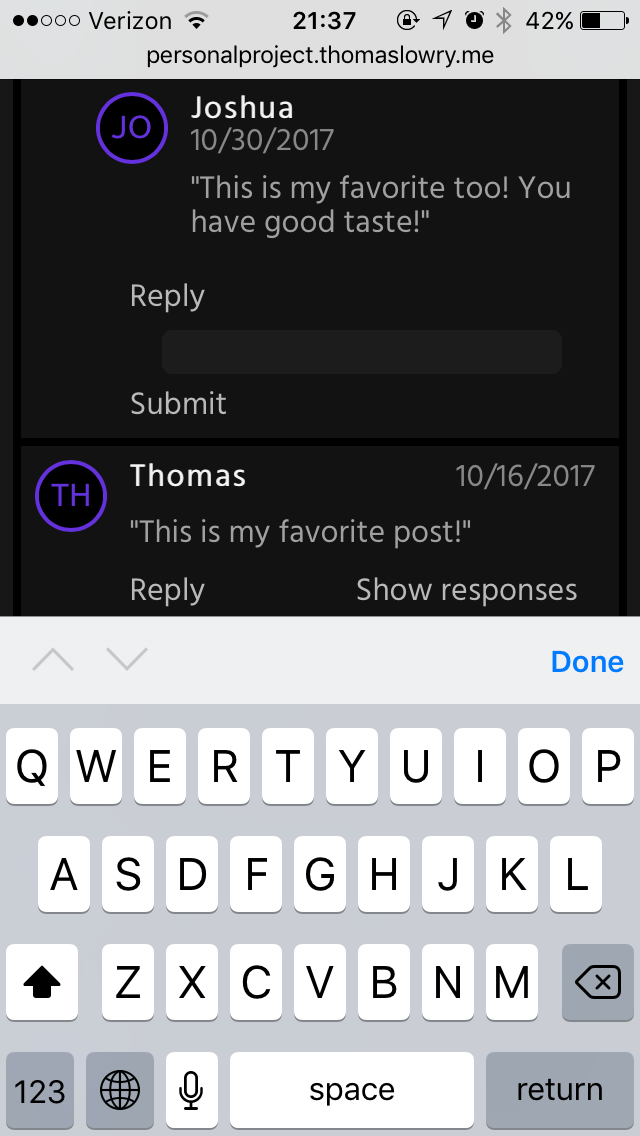 Verizon 21:37 42%
personalproject.thomaslowry.me
JO Joshua
10/30/2017
"This is my favorite too! You
have good taste!"
Reply
Submit
TH Thomas 10/16/2017
"This is my favorite post!"
Reply Show responses
Done
Q W E R T Y U I O P
A S D F G H J K L
Z X C V B N M
123 space return